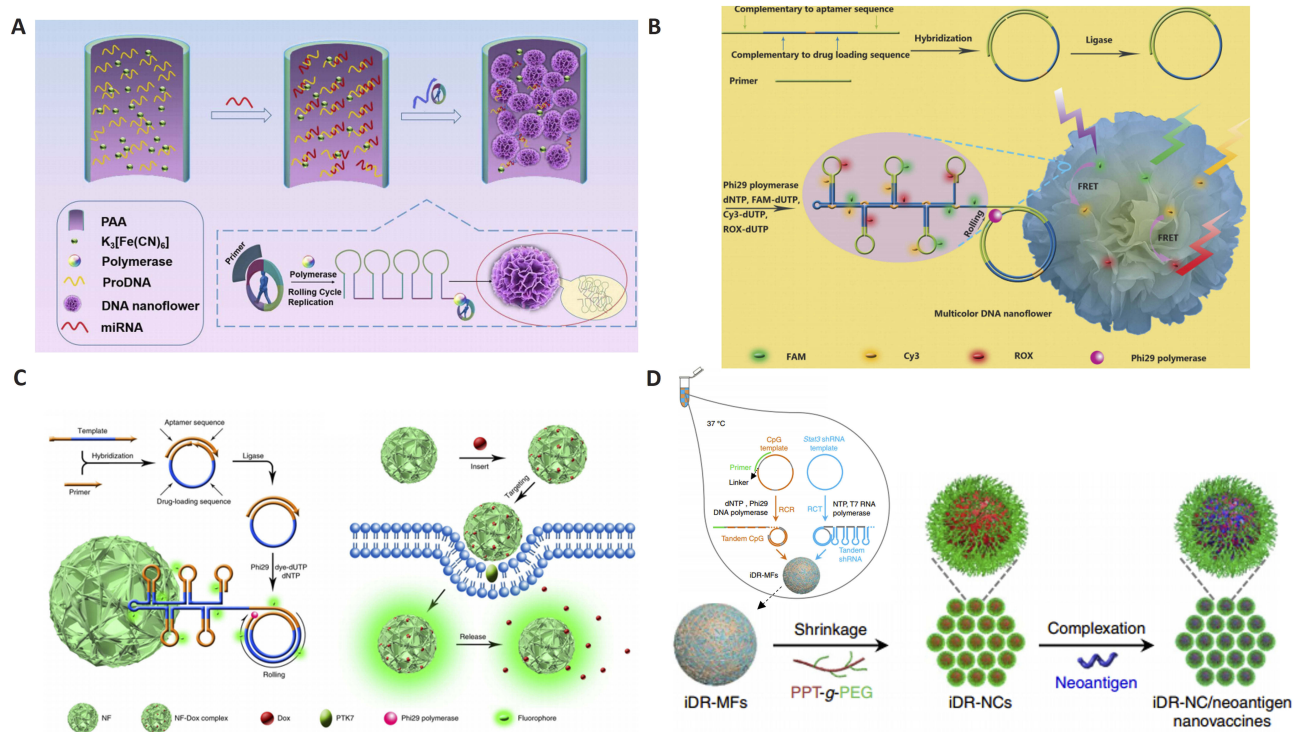 A
PAA
K3[Fe(CN)6]
Polymerase
ProDNA
DNA nanoflower
miRNA
Primer
Polymerase
Rolling Cycle
Replication
B
Complementary to aptamer sequence
Complementary to drug loading sequence
Primer
Hybridization
Ligase
Phi29 ploymerase
dNTP, FAM-dUTP,
Cy3-dUTP,
ROX-dUTP
Rolling
FRET
FRET
Multicolor DNA nanoflower
FAM
Cy3
ROX
Phi29 polymerase
C
Template
Hybridization
Primer
Aptamer sequence
Drug-loading sequence
Ligase
Phi29
dye-dUTP
dNTP
Rolling
Insert
Targeting
Release
NF
NF-Dox complex
Dox
PTK7
Phi29 polymerase
Fluorophore
D
37 °C
CpG
template
Stat3 shRNA
template
Primer
Linker
dNTP , Phi29
DNA polymerase
RCR
RCT
NTP, T7 RNA
polymerase
Tandem CpG
Tandem
shRNA
iDR-MFs
iDR-MFs
Shrinkage
PPT-g-PEG
iDR-NCs
Complexation
Neoantigen
iDR-NC/neoantigen
nanovaccines